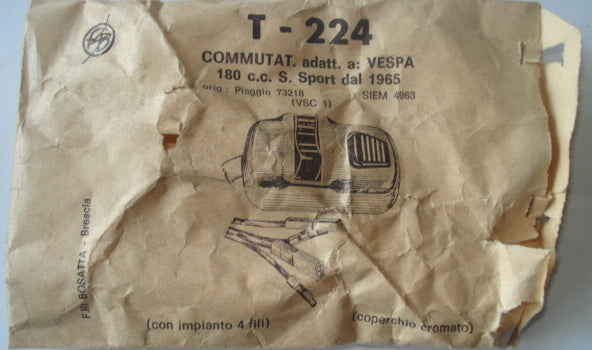 T - 224
COMMUTAT. adatt. a: VESPA
180 c.c. S. Sport dal 1965
orig.: Piaggio 73218 SIEM 4963
(VSC 1)
F.lli BOSATTA - Brescia
(con impianto 4 fili) (coperchio cromato)